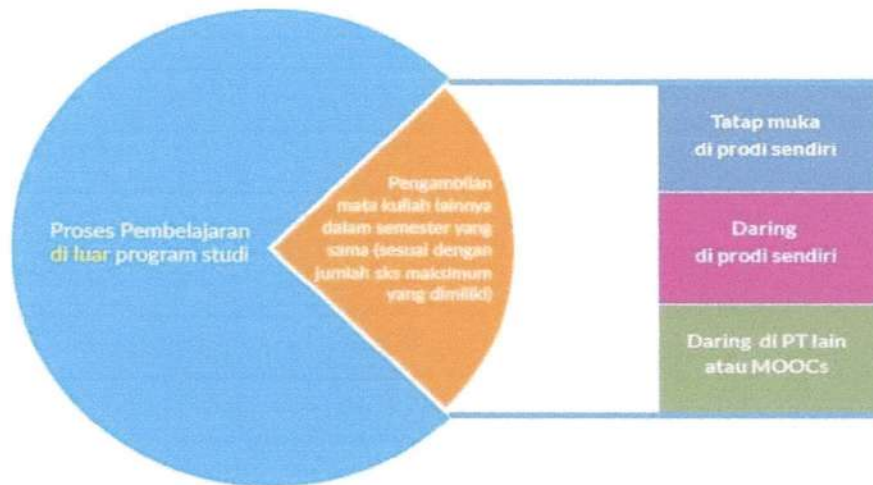 Proses Pembelajaran
di luar program studi
Pengambilan
mata kuliah lainnya
dalam semester yang
sama (sesuai dengan
jumlah sks maksimum
yang dimiliki)
Tatap muka
di prodi sendiri
Daring
di prodi sendiri
Daring di PT lain
atau MOOCs